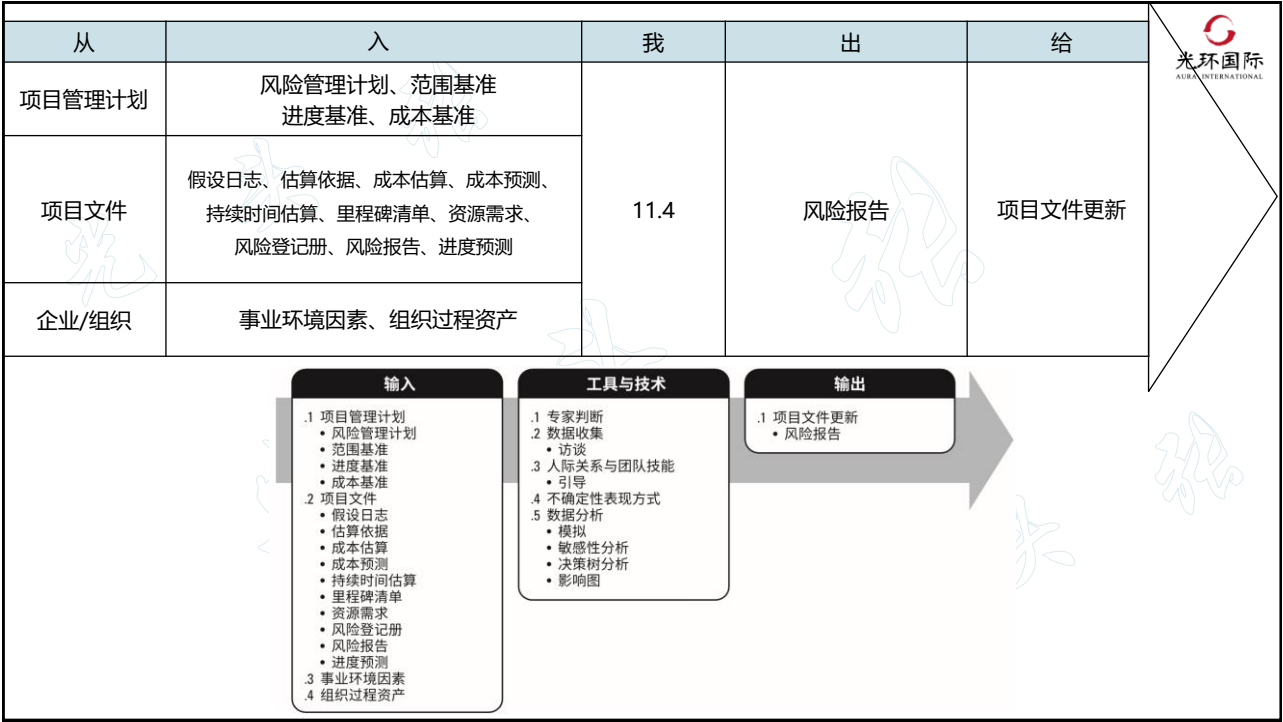 从 入 我 出 给
光环国际
AURA INTERNATIONAL
项目管理计划
风险管理计划、范围基准
进度基准、成本基准
项目文件
假设日志、估算依据、成本估算、成本预测、
持续时间估算、里程碑清单、资源需求、
风险登记册、风险报告、进度预测
11.4
风险报告
项目文件更新
企业/组织
事业环境因素、组织过程资产
输入
.1 项目管理计划
• 风险管理计划
• 范围基准
• 进度基准
• 成本基准
.2 项目文件
• 假设日志
• 估算依据
• 成本估算
• 成本预测
• 持续时间估算
• 里程碑清单
• 资源需求
• 风险登记册
• 风险报告
• 进度预测
.3 事业环境因素
.4 组织过程资产
工具与技术
.1 专家判断
.2 数据收集
• 访谈
.3 人际关系与团队技能
• 引导
.4 不确定性表现方式
.5 数据分析
• 模拟
• 敏感性分析
• 决策树分析
• 影响图
输出
.1 项目文件更新
• 风险报告